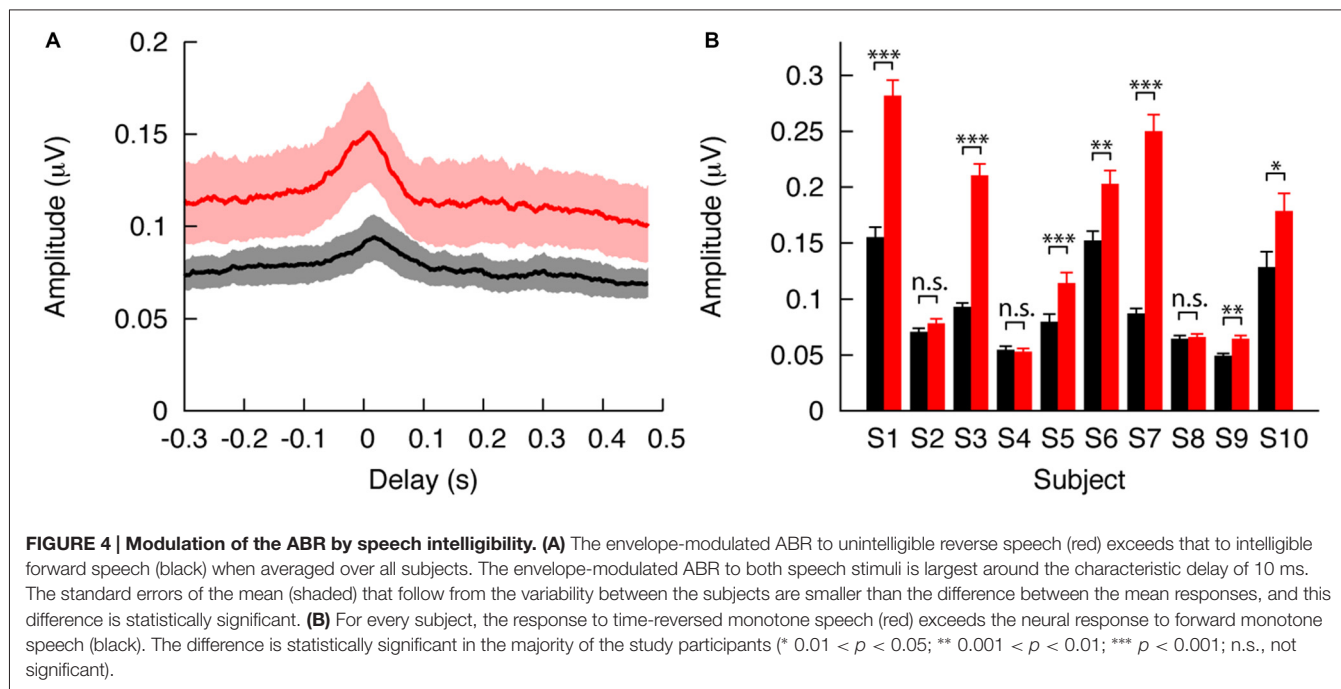 A
B
0.2
0.15
0.1
0.05
0
Amplitude (µV)
-0.3 -0.2 -0.1 0 0.1 0.2 0.3 0.4 0.5
Delay (s)
0.3
0.25
0.2
0.15
0.1
0.05
0
Amplitude (µV)
*** n.s. *** n.s. *** ** *** n.s. ** *
S1 S2 S3 S4 S5 S6 S7 S8 S9 S10
Subject
FIGURE 4 | Modulation of the ABR by speech intelligibility. (A) The envelope-modulated ABR to unintelligible reverse speech (red) exceeds that to intelligible
forward speech (black) when averaged over all subjects. The envelope-modulated ABR to both speech stimuli is largest around the characteristic delay of 10 ms.
The standard errors of the mean (shaded) that follow from the variability between the subjects are smaller than the difference between the mean responses, and this
difference is statistically significant. (B) For every subject, the response to time-reversed monotone speech (red) exceeds the neural response to forward monotone
speech (black). The difference is statistically significant in the majority of the study participants (* 0.01 < p < 0.05; ** 0.001 < p < 0.01; *** p < 0.001; n.s., not
significant).